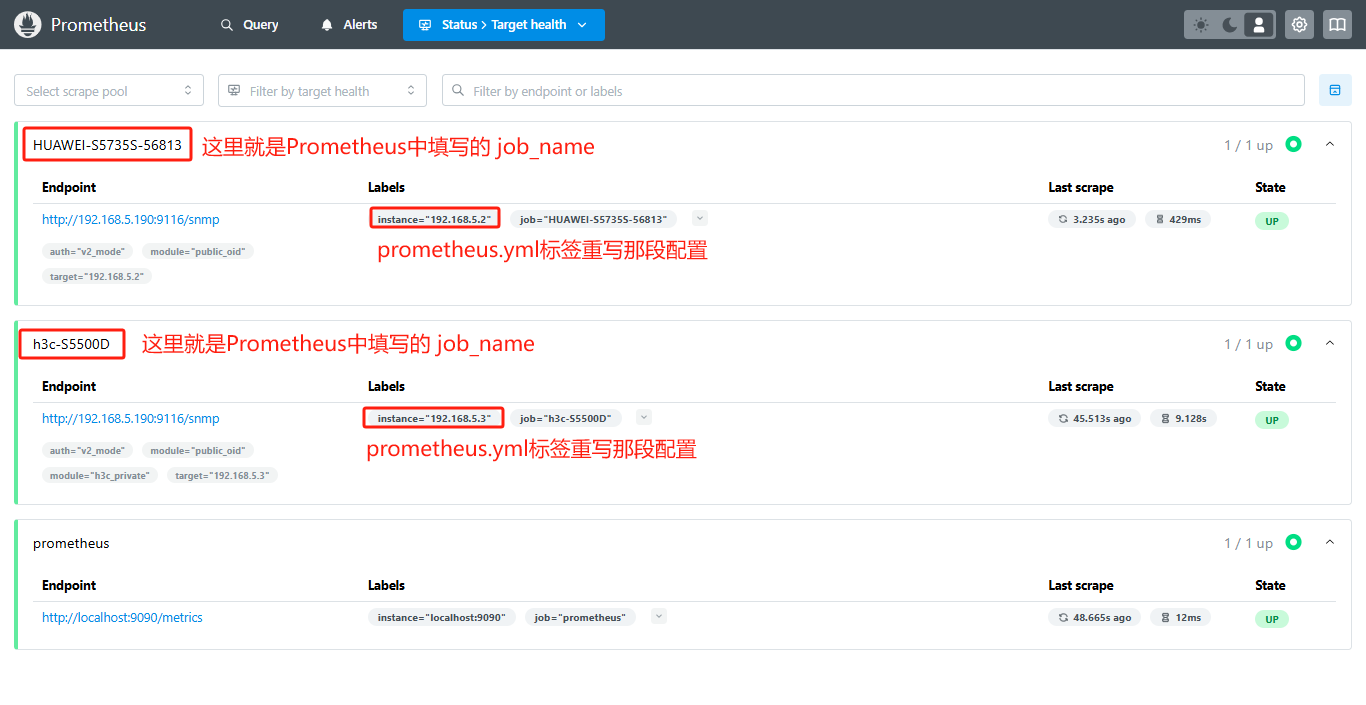 Prometheus Query Alerts Status > Target health
Select scrape pool Filter by target health Filter by endpoint or labels
HUAWEI-S5735S-56813 这里就是Prometheus中填写的 job_name 1 / 1 up
Endpoint Labels Last scrape State
http://192.168.5.190:9116/snmp instance="192.168.5.2" job="HUAWEI-S5735S-56813" 3.235s ago 429ms UP
auth="v2_mode" module="public_oid" prometheus.yml标签重写那段配置
target="192.168.5.2"
h3c-S5500D 这里就是Prometheus中填写的 job_name 1 / 1 up
Endpoint Labels Last scrape State
http://192.168.5.190:9116/snmp instance="192.168.5.3" job="h3c-S5500D" 45.513s ago 9.128s UP
auth="v2_mode" module="public_oid" prometheus.yml标签重写那段配置
module="h3c_private" target="192.168.5.3"
prometheus 1 / 1 up
Endpoint Labels Last scrape State
http://localhost:9090/metrics instance="localhost:9090" job="prometheus" 48.665s ago 12ms UP